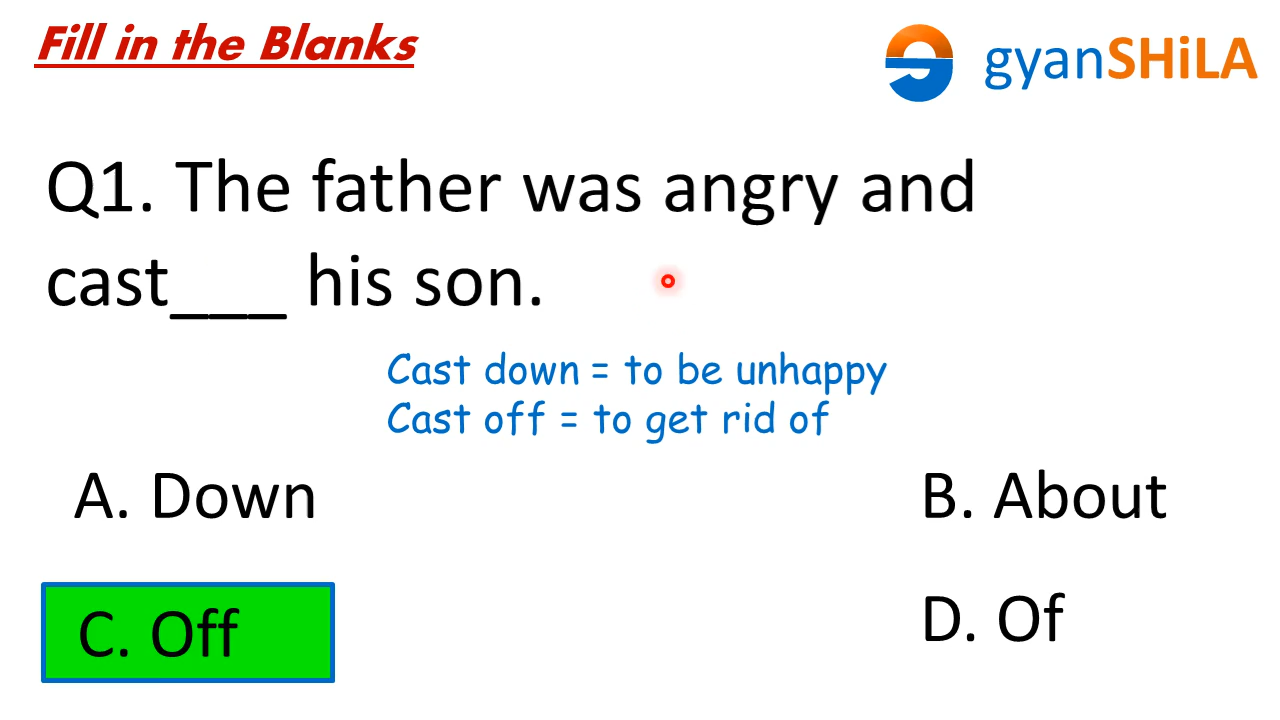 Fill in the Blanks
gyanSHiLA
Q1. The father was angry and
cast___ his son.
Cast down = to be unhappy
Cast off = to get rid of
A. Down
B. About
C. Off
D. Of